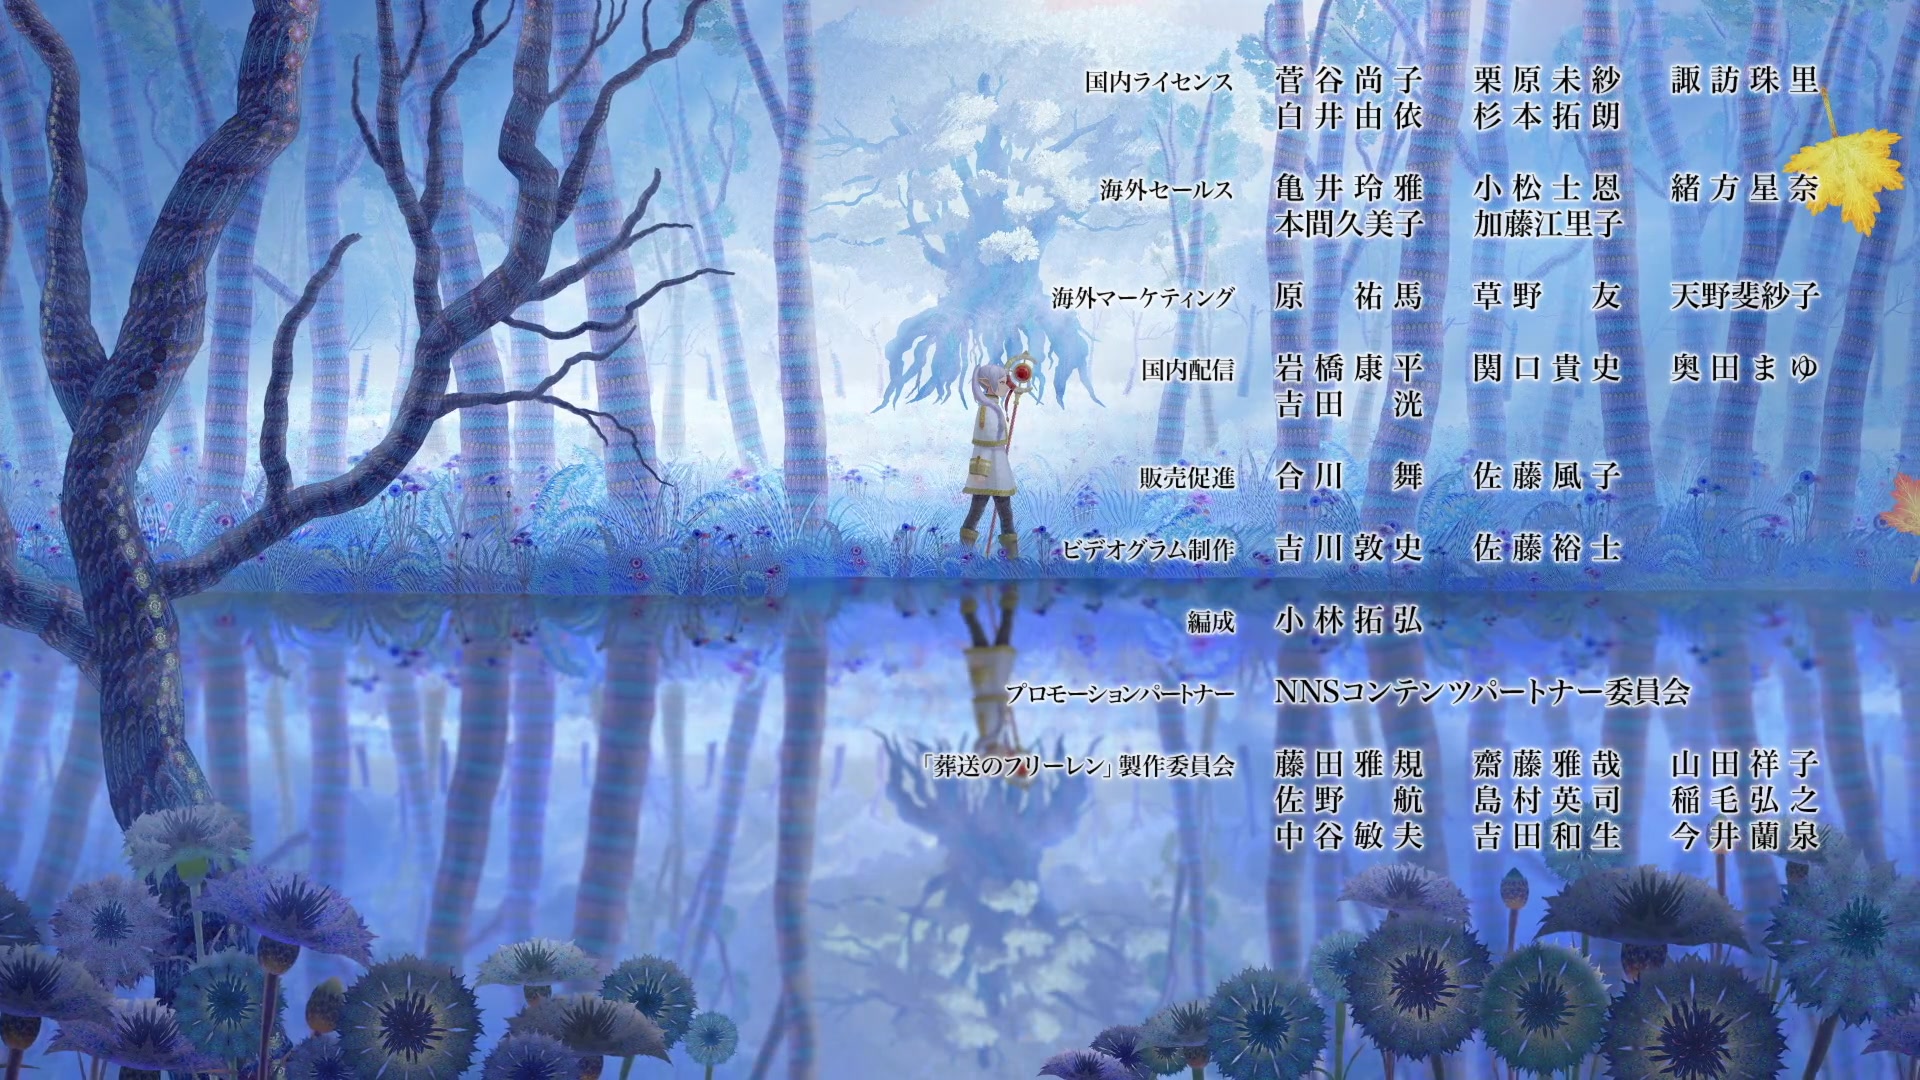 国内ライセンス 菅谷尚子 栗原未紗 諏訪珠里
白井由依 杉本拓朗
海外セールス 亀井玲雅 小松士恩 緒方星奈
本間久美子 加藤江里子
海外マーケティング 原 祐馬 草野 友 天野斐紗子
国内配信 岩橋康平 関口貴史 奥田まゆ
吉田 洸
販売促進 合川 舞 佐藤風子
ビデオグラム制作 吉川敦史 佐藤裕士
編成 小林拓弘
プロモーションパートナー NNSコンテンツパートナー委員会
「葬送のフリーレン」製作委員会 藤田雅規 齋藤雅哉 山田祥子
佐野 航 島村英司 稲毛弘之
中谷敏夫 吉田和生 今井蘭泉